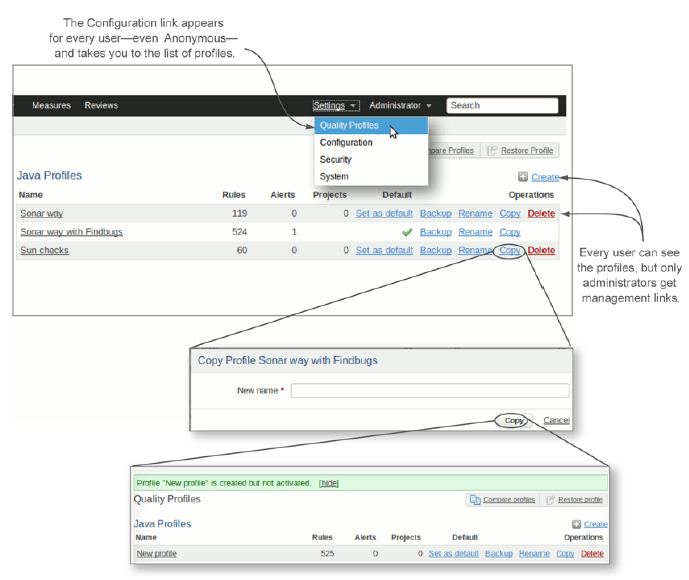 The Configuration link appears
for every user—even Anonymous—
and takes you to the list of profiles.
Measures Reviews Settings Administrator Search
Quality Profiles
Configuration
Security
System
pare Profiles Restore Profile
Java Profiles Create
Name Rules Alerts Projects Default Operations
Sonar way 119 0 0 Set as default Backup Rename Copy Delete
Sonar way with Findbugs 524 1 Backup Rename Copy
Sun checks 60 0 0 Set as default Backup Rename Copy Delete
Every user can see
the profiles, but only
administrators get
management links.
Copy Profile Sonar way with Findbugs
New name *
Copy Cancel
Profile "New profile" is created but not activated. [hide]
Quality Profiles Compare profiles Restore profile
Java Profiles Create
Name Rules Alerts Projects Default Operations
New profile 525 0 0 Set as default Backup Rename Copy Delete